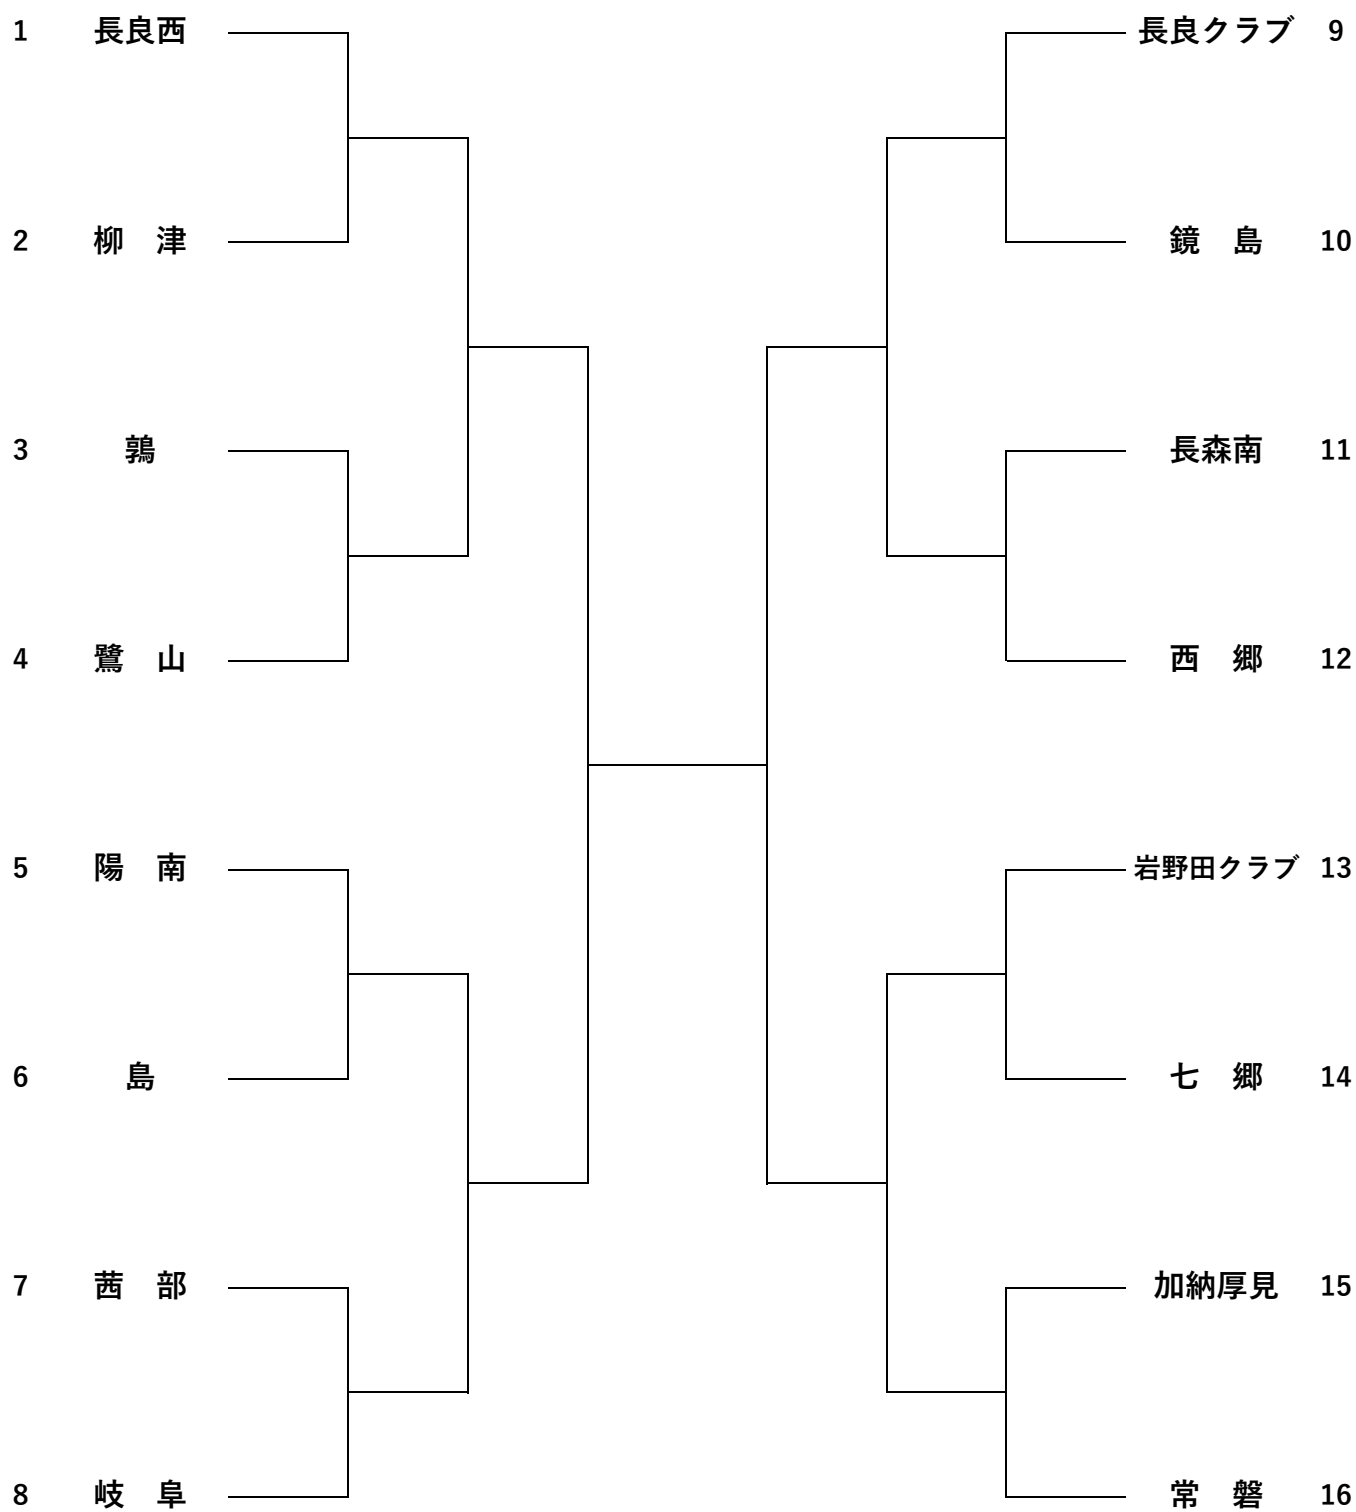 1 長良西
2 柳　津
3 鶉
4 鷺　山
5 陽　南
6 島
7 茜　部
8 岐　阜
長良クラブ 9
鏡　島 10
長森南 11
西　郷 12
岩野田クラブ 13
七　郷 14
加納厚見 15
常　磐 16